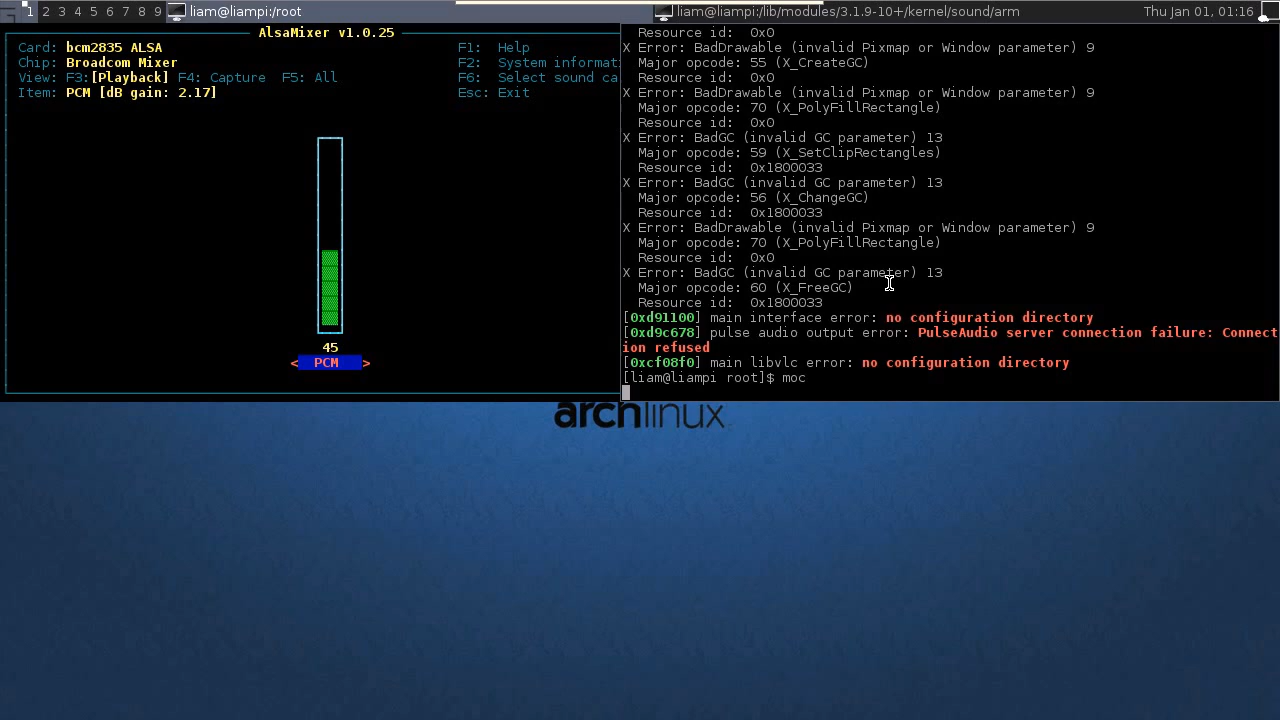 1 2 3 4 5 6 7 8 9 liam@liampi:/root liam@liampi:/lib/modules/3.1.9-10+/kernel/sound/arm Thu Jan 01, 01:16
AlsaMixer v1.0.25
Card: bcm2835 ALSA F1: Help
Chip: Broadcom Mixer F2: System informati
View: F3:[Playback] F4: Capture F5: All F6: Select sound ca
Item: PCM [dB gain: 2.17] Esc: Exit
45
< PCM >
Resource id: 0x0
X Error: BadDrawable (invalid Pixmap or Window parameter) 9
Major opcode: 55 (X_CreateGC)
Resource id: 0x0
X Error: BadDrawable (invalid Pixmap or Window parameter) 9
Major opcode: 70 (X_PolyFillRectangle)
Resource id: 0x0
X Error: BadGC (invalid GC parameter) 13
Major opcode: 59 (X_SetClipRectangles)
Resource id: 0x1800033
X Error: BadGC (invalid GC parameter) 13
Major opcode: 56 (X_ChangeGC)
Resource id: 0x1800033
X Error: BadDrawable (invalid Pixmap or Window parameter) 9
Major opcode: 70 (X_PolyFillRectangle)
Resource id: 0x0
X Error: BadGC (invalid GC parameter) 13
Major opcode: 60 (X_FreeGC)
Resource id: 0x1800033
[0xd91100] main interface error: no configuration directory
[0xd9c678] pulse audio output error: PulseAudio server connection failure: Connect
ion refused
[0xcf08f0] main libvlc error: no configuration directory
[liam@liampi root]$ moc
archlinux